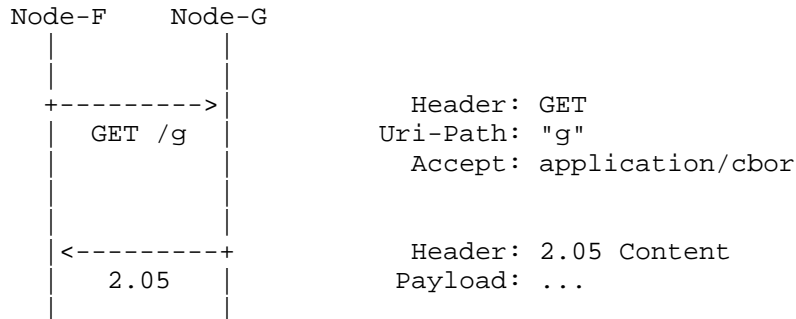 Node-F Node-G
+--------->| Header: GET
| GET /g | Uri-Path: "g"
Accept: application/cbor
|<---------+ Header: 2.05 Content
| 2.05 | Payload: ...